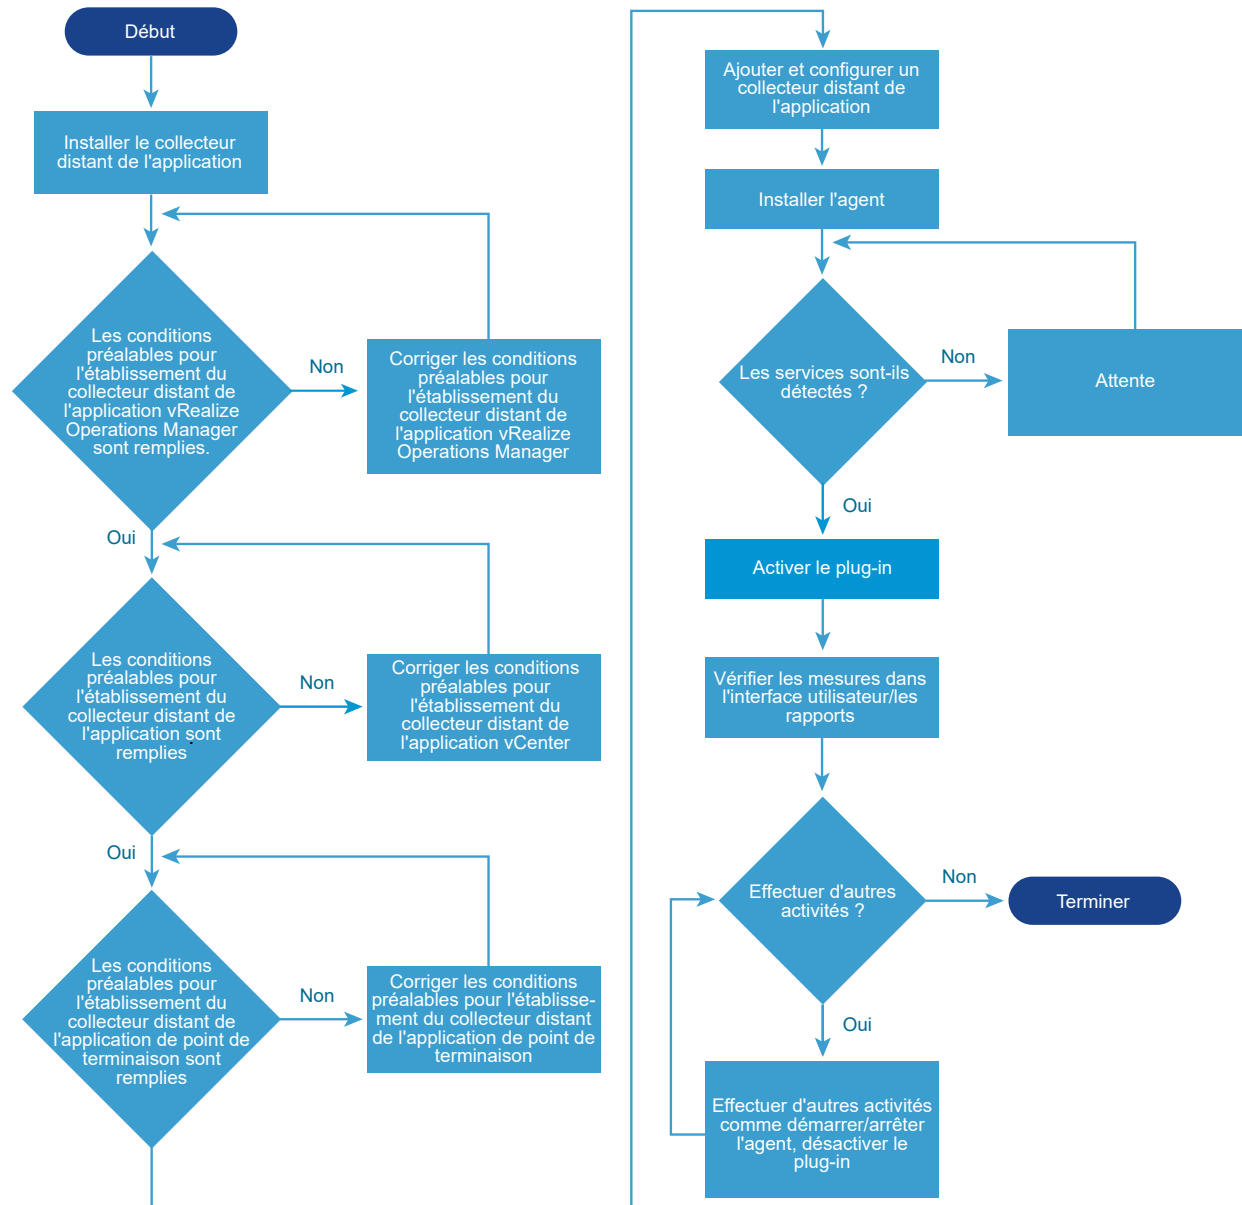 Début
Installer le collecteur
distant de l'application
Les conditions
préalables pour
l'établissement du
collecteur distant de
l'application vRealize
Operations Manager
sont remplies.
Non
Corriger les conditions
préalables pour
l'établissement du
collecteur distant de
l'application vRealize
Operations Manager
Oui
Les conditions
préalables pour
l'établissement du
collecteur distant de
l'application sont
remplies
Non
Corriger les conditions
préalables pour
l'établissement du
collecteur distant de
l'application vCenter
Oui
Les conditions
préalables pour
l'établissement du
collecteur distant de
l'application de point de
terminaison sont
remplies
Non
Corriger les conditions
préalables pour l'établisse-
ment du collecteur distant
de l'application de point de
terminaison
Ajouter et configurer un
collecteur distant de
l'application
Installer l'agent
Les services sont-ils
détectés ?
Non
Attente
Oui
Activer le plug-in
Vérifier les mesures dans
l'interface utilisateur/les
rapports
Effectuer d'autres
activités ?
Non
Terminer
Oui
Effectuer d'autres activités
comme démarrer/arrêter
l'agent, désactiver le
plug-in